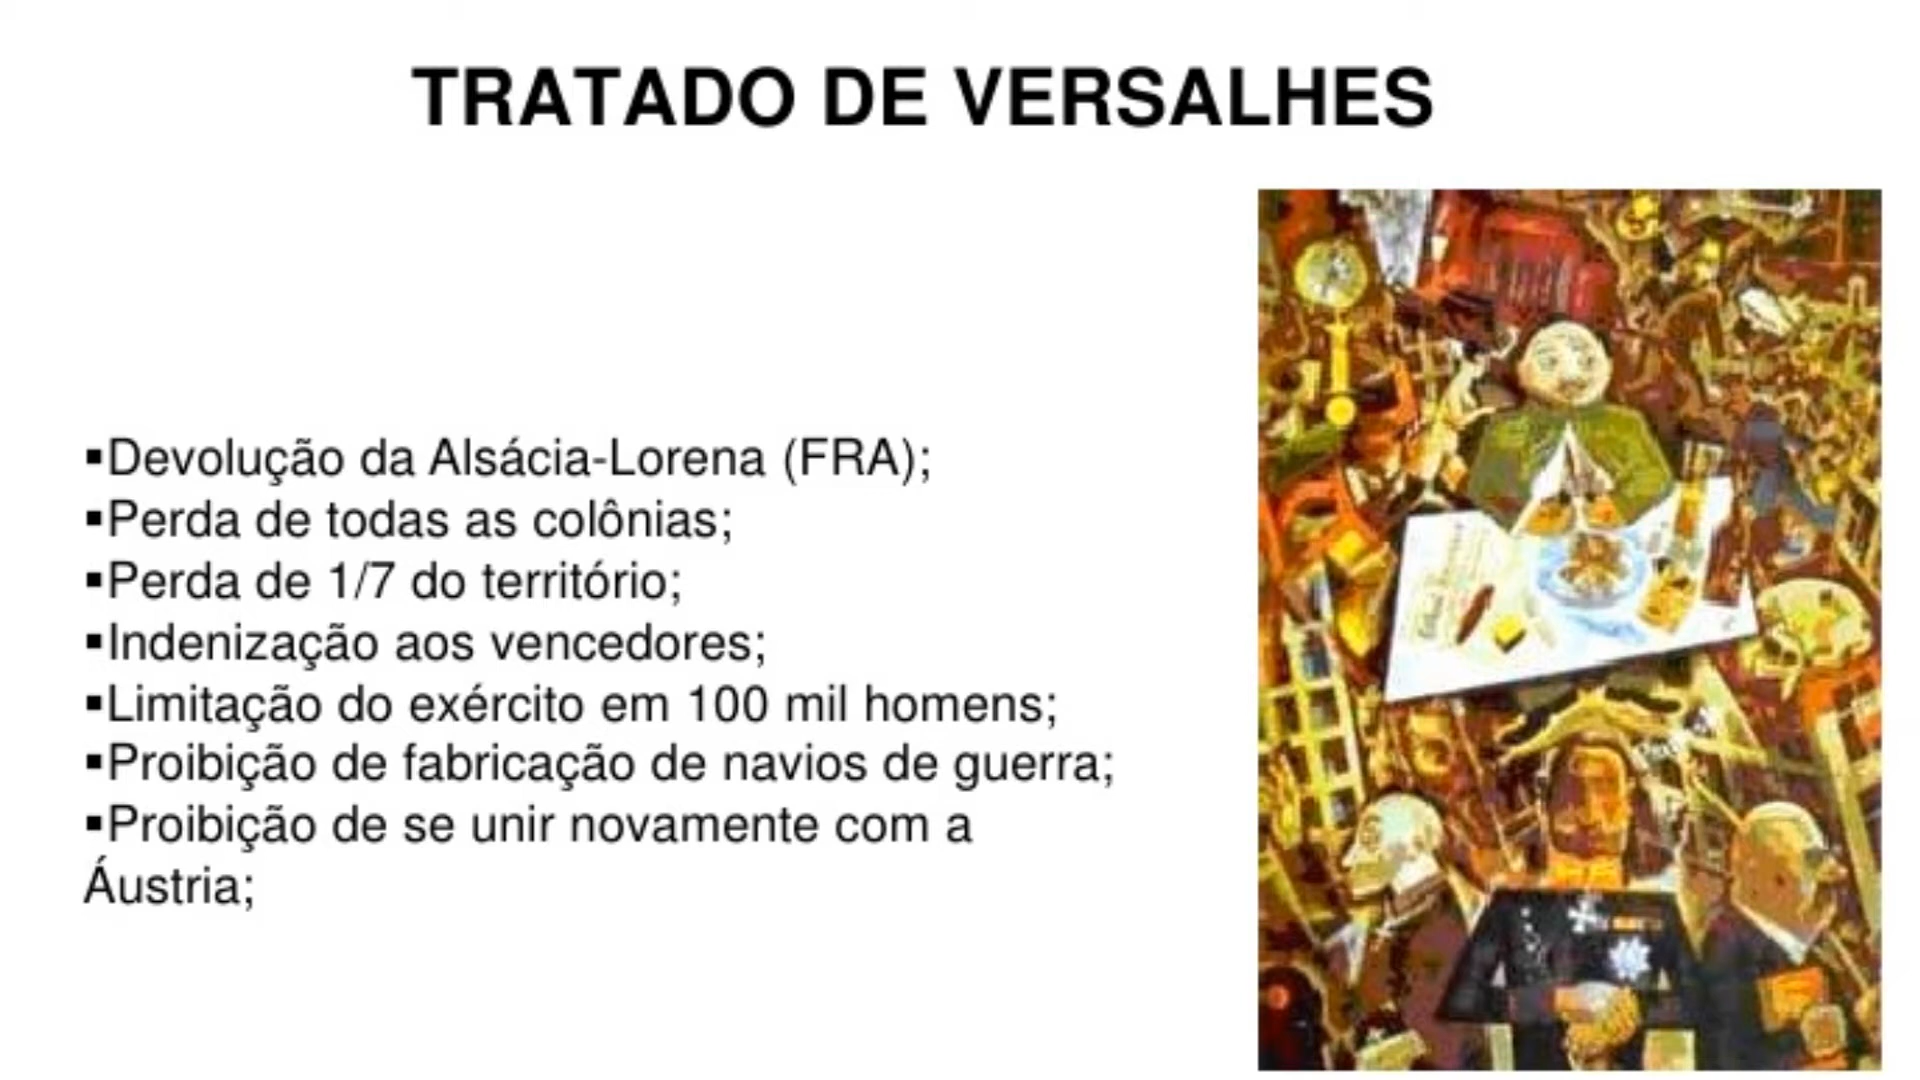 TRATADO DE VERSALHES
▪Devolução da Alsácia-Lorena (FRA);
▪Perda de todas as colônias;
▪Perda de 1/7 do território;
▪Indenização aos vencedores;
▪Limitação do exército em 100 mil homens;
▪Proibição de fabricação de navios de guerra;
▪Proibição de se unir novamente com a
Áustria;